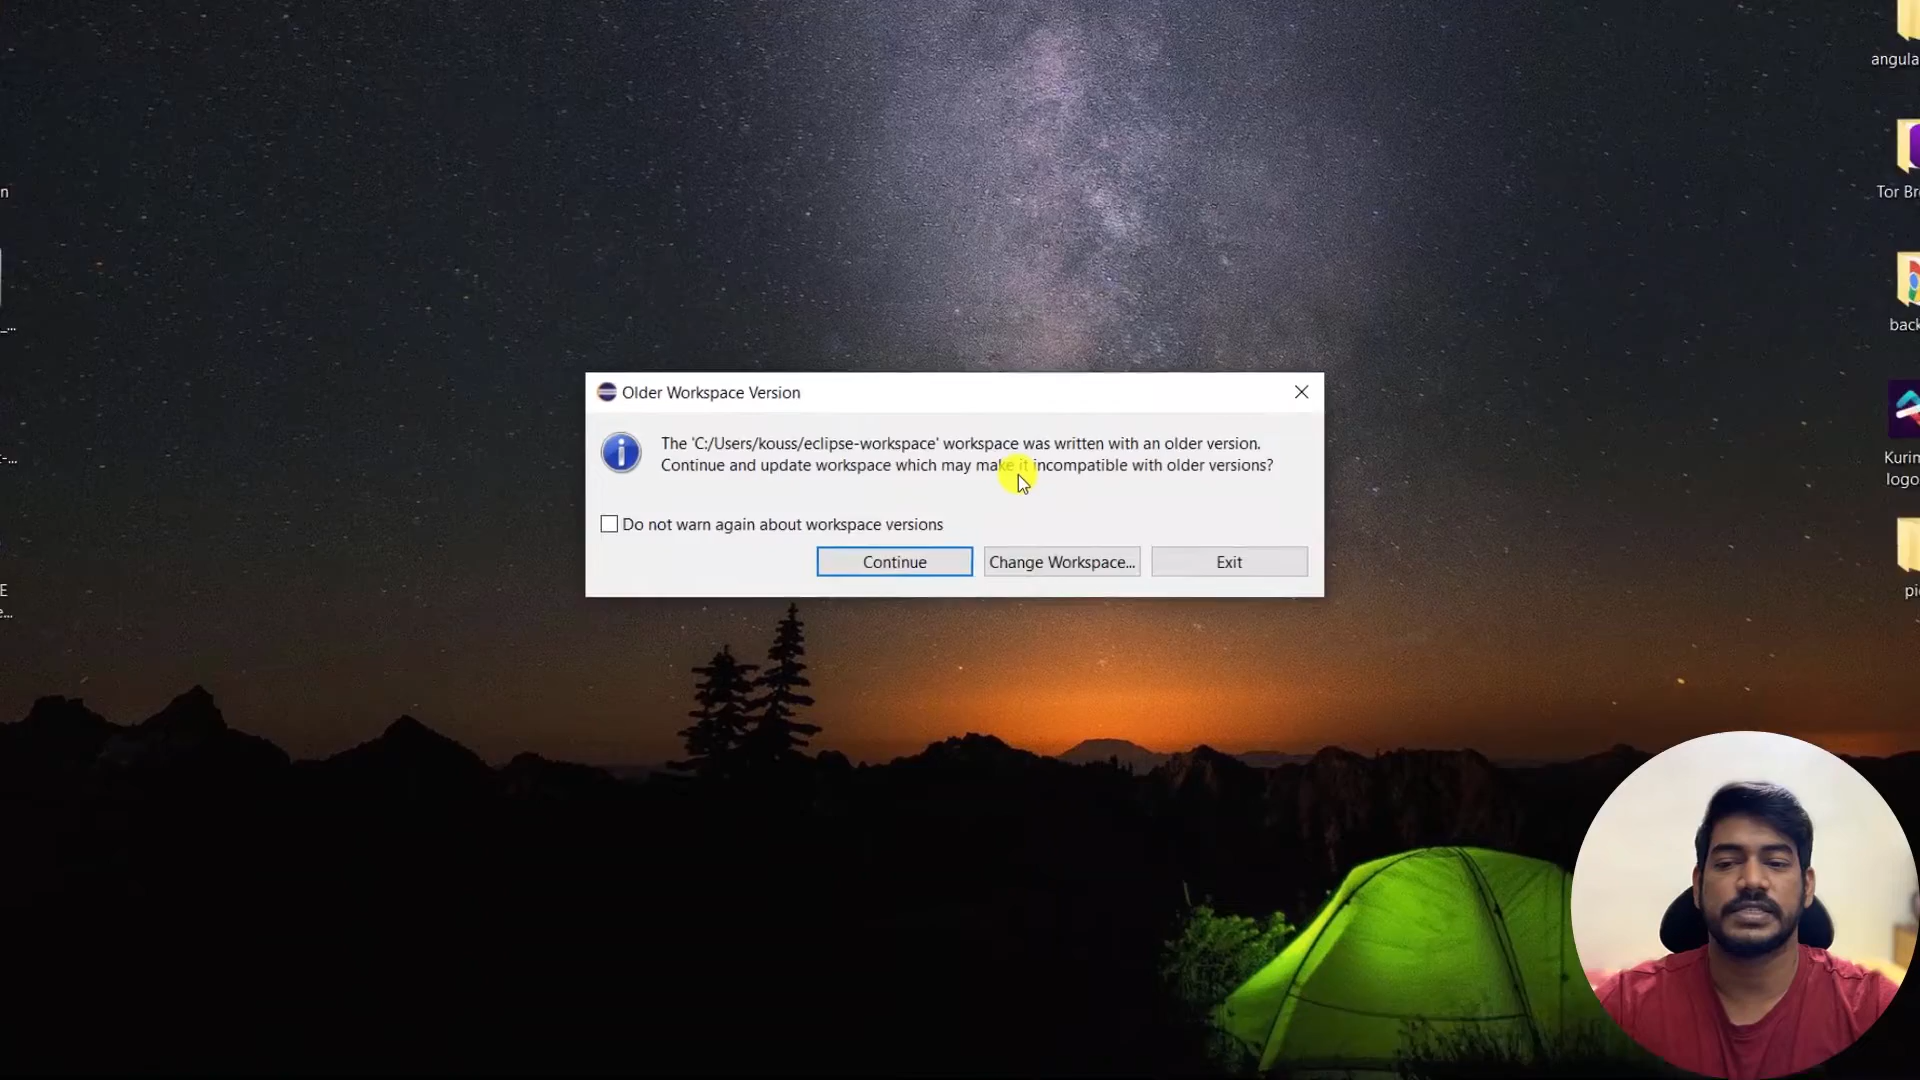 angula
n
Tor Br
back
_...
Older Workspace Version
The 'C:/Users/kouss/eclipse-workspace' workspace was written with an older version.
Continue and update workspace which may make it incompatible with older versions?
Do not warn again about workspace versions
Continue
Change Workspace...
Exit
-...
Kurim
logo
E
e...
pi